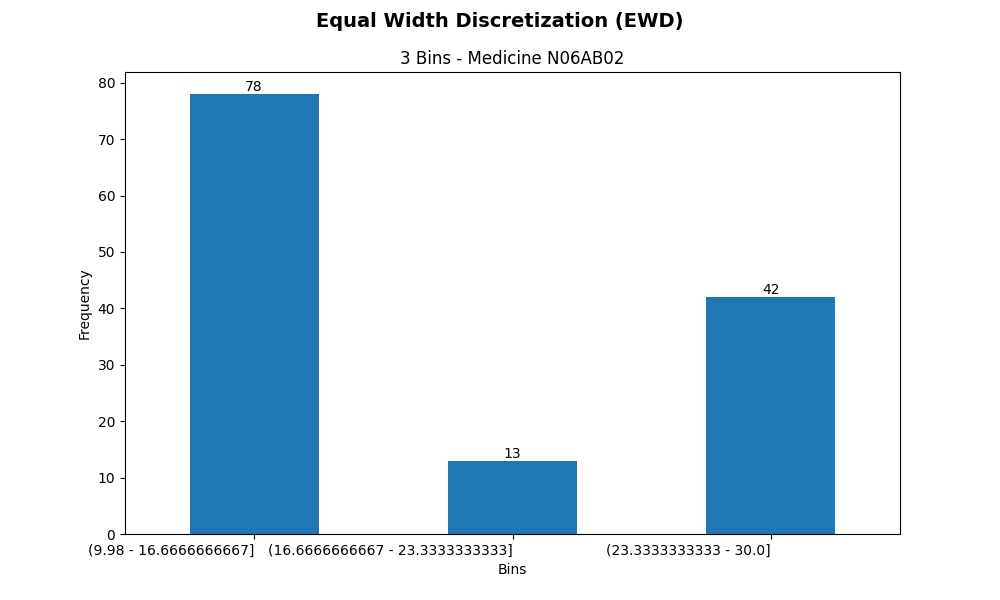 Equal Width Discretization (EWD)
3 Bins - Medicine N06AB02
80
70
60
50
40
30
20
10
0
Frequency
78
13
42
(9.98 - 16.6666666667]
(16.6666666667 - 23.3333333333]
(23.3333333333 - 30.0]
Bins